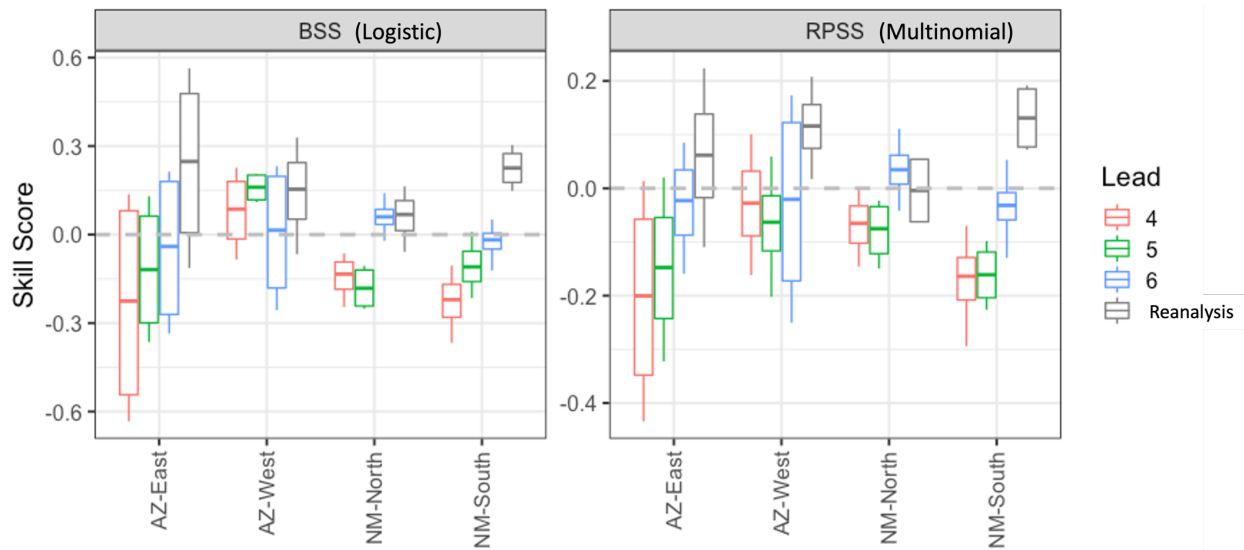 BSS (Logistic)
RPSS (Multinomial)
Skill Score
0.6
0.3
0.0
-0.3
-0.6
0.2
0.0
-0.2
-0.4
AZ-East
AZ-West
NM-North
NM-South
AZ-East
AZ-West
NM-North
NM-South
Lead
4
5
6
Reanalysis